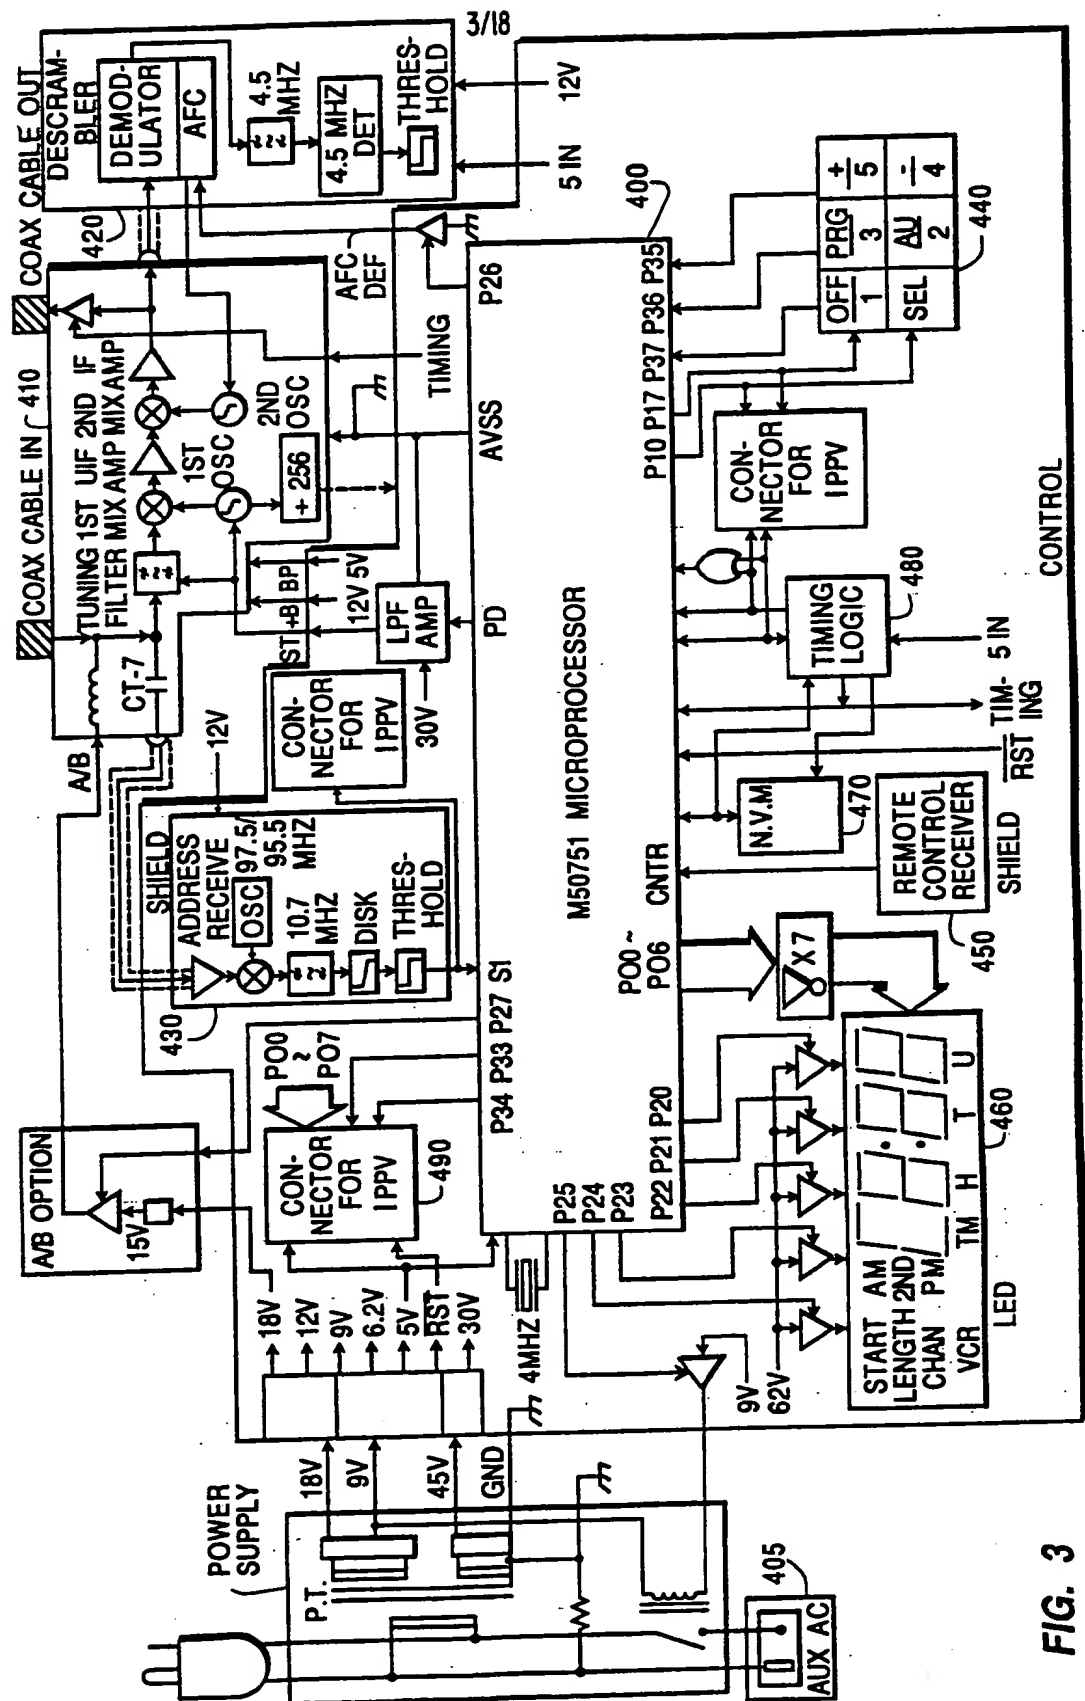 3/18
COAX CABLE IN
410
COAX CABLE OUT
TUNING 1ST UIF 2ND IF
FILTER MIX AMP MIX AMP
CT-7
1ST
OSC
2ND
OSC
÷ 256
420
DESCRAM-
BLER
DEMOD-
ULATOR
AFC
4.5
MHZ
4.5 MHZ
DET
THRES-
HOLD
5 IN
12V
AFC
DEF
A/B
ST +B BP
12V 5V
LPF
AMP
30V
TIMING
A/B OPTION
15V
SHIELD
12V
ADDRESS
RECEIVE
OSC
97.5/
95.5
MHZ
10.7
MHZ
DISK
THRES-
HOLD
430
CON-
NECTOR
FOR
IPPV
PO0
~
PO7
CON-
NECTOR
FOR
IPPV
490
P34 P33 P27 S1
PD
AVSS
P26
M50751 MICROPROCESSOR
400
P25
P24
P23
P22 P21 P20
PO0~
PO6
CNTR
P10 P17 P37 P36 P35
POWER
SUPPLY
P.T.
18V
9V
45V
GND
18V
12V
9V
6.2V
5V
RST
30V
4MHZ
9V
62V
X7
START AM
LENGTH 2ND
CHAN PM
VCR
TM H T U
LED
460
REMOTE
CONTROL
RECEIVER
450
SHIELD
N.V.M
470
RST
TIM-
ING
5 IN
TIMING
LOGIC
480
CON-
NECTOR
FOR
IPPV
OFF
1
PRG
3
+
5
SEL
AU
2
-
4
440
CONTROL
AUX AC
405
FIG. 3